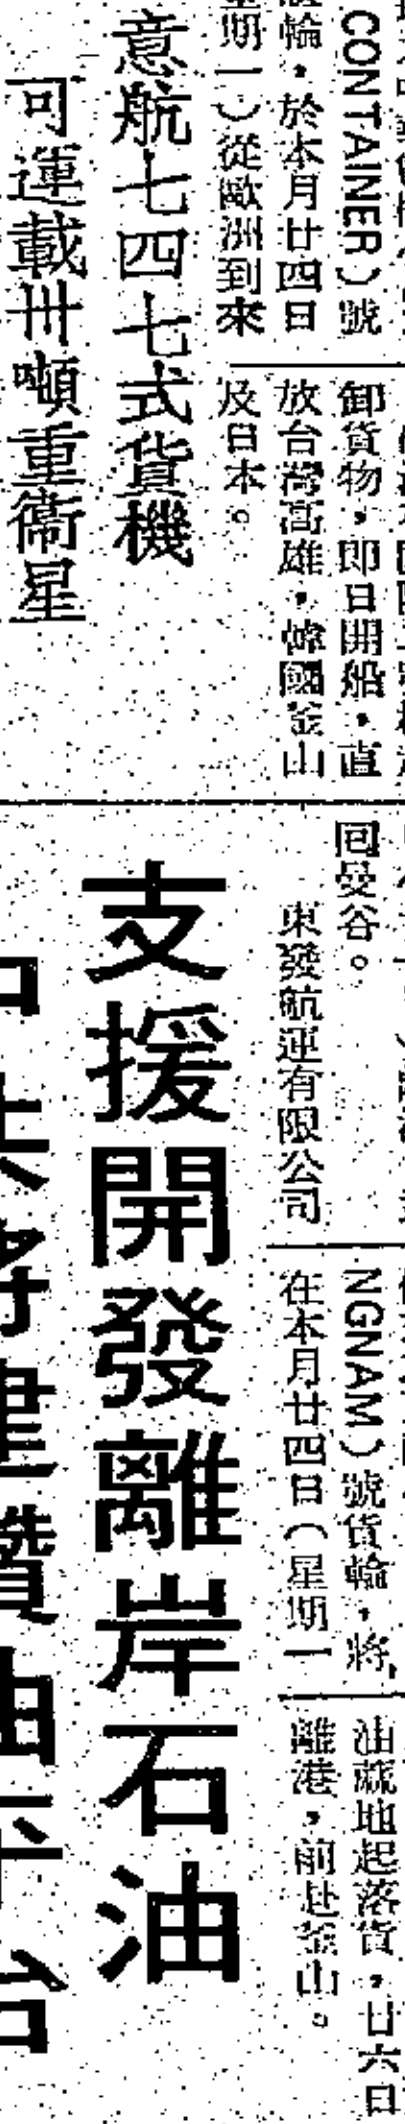 CONTAINER）號
輪，於本月廿四日
期一）從歐洲到來
卸貨物，即日開船，直
放台灣高雄，韓國釜山
及日本。
意航七四七式貨機
可運載卅噸重衞星
回曼谷。
東發航運有限公司
NGNAM）號貨輪，將
在本月廿四日（星期一
油蔴地起落貨，廿六日
離港，前赴釜山。
支援開發離岸石油